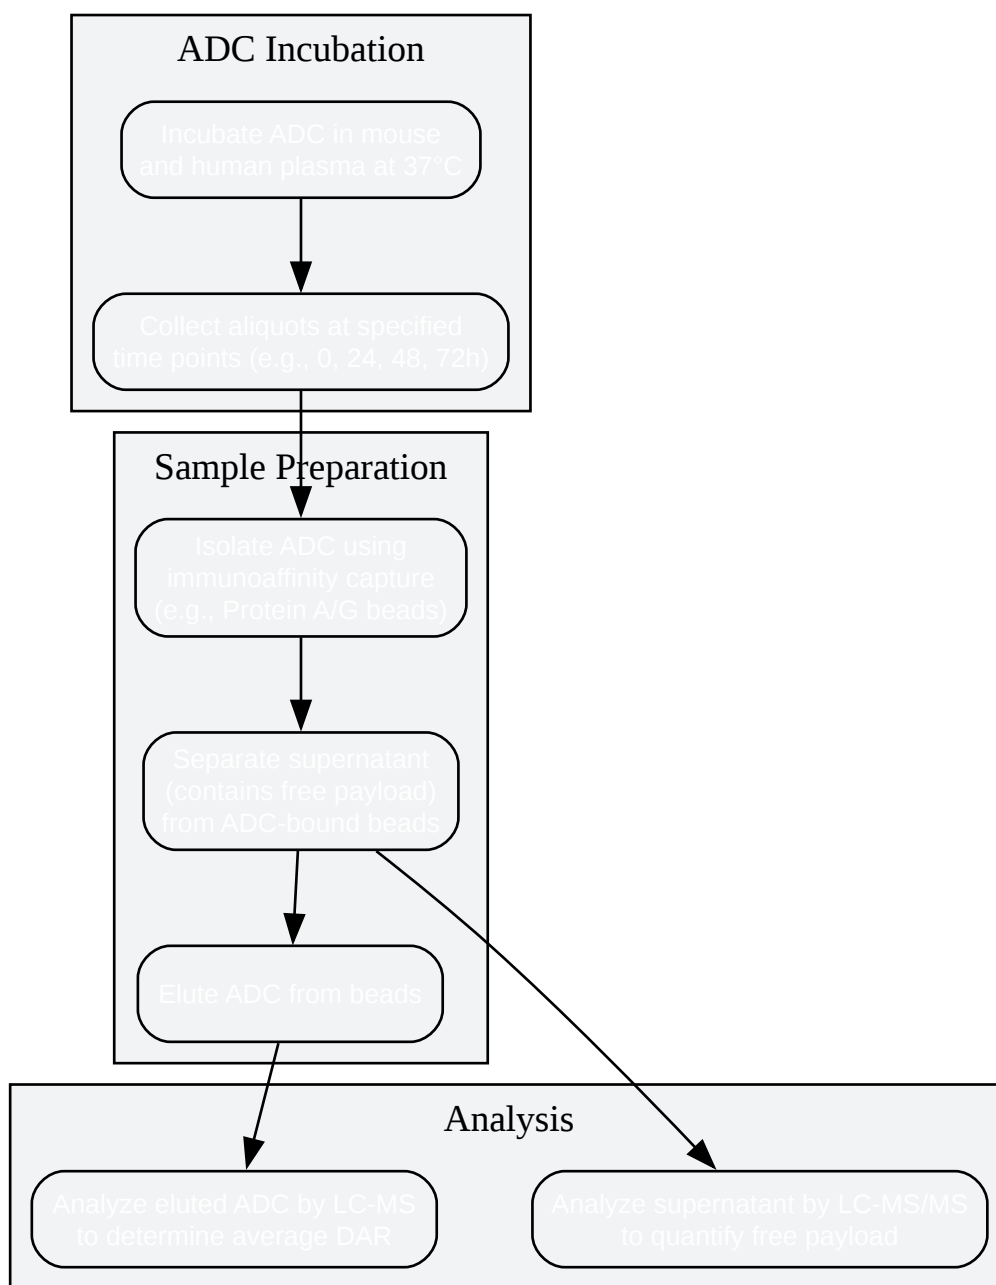 ADC Incubation
Incubate ADC in mouse
and human plasma at 37°C
Collect aliquots at specified
time points (e.g., 0, 24, 48, 72h)
Sample Preparation
Isolate ADC using
immunoaffinity capture
(e.g., Protein A/G beads)
Separate supernatant
(contains free payload)
from ADC-bound beads
Elute ADC from beads
Analysis
Analyze eluted ADC by LC-MS
to determine average DAR
Analyze supernatant by LC-MS/MS
to quantify free payload